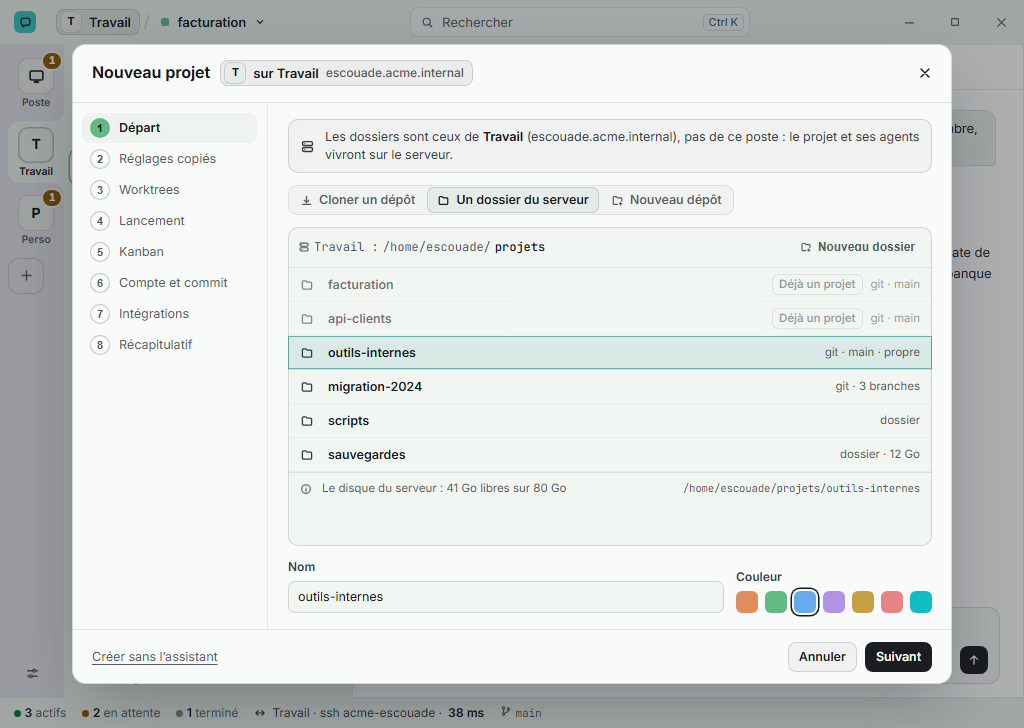 T Travail / facturation
Rechercher Ctrl K
1
Poste
T
Travail
1
P
Perso
+
Nouveau projet
T sur Travail escouade.acme.internal
1 Départ
2 Réglages copiés
3 Worktrees
4 Lancement
5 Kanban
6 Compte et commit
7 Intégrations
8 Récapitulatif
Les dossiers sont ceux de Travail (escouade.acme.internal), pas de ce poste : le projet et ses agents
vivront sur le serveur.
Cloner un dépôt Un dossier du serveur Nouveau dépôt
Travail : /home/escouade/ projets Nouveau dossier
facturation Déjà un projet git · main
api-clients Déjà un projet git · main
outils-internes git · main · propre
migration-2024 git · 3 branches
scripts dossier
sauvegardes dossier · 12 Go
Le disque du serveur : 41 Go libres sur 80 Go /home/escouade/projets/outils-internes
Nom
outils-internes
Couleur
Créer sans l'assistant
Annuler Suivant
ate de
3 actifs 2 en attente 1 terminé Travail · ssh acme-escouade · 38 ms main